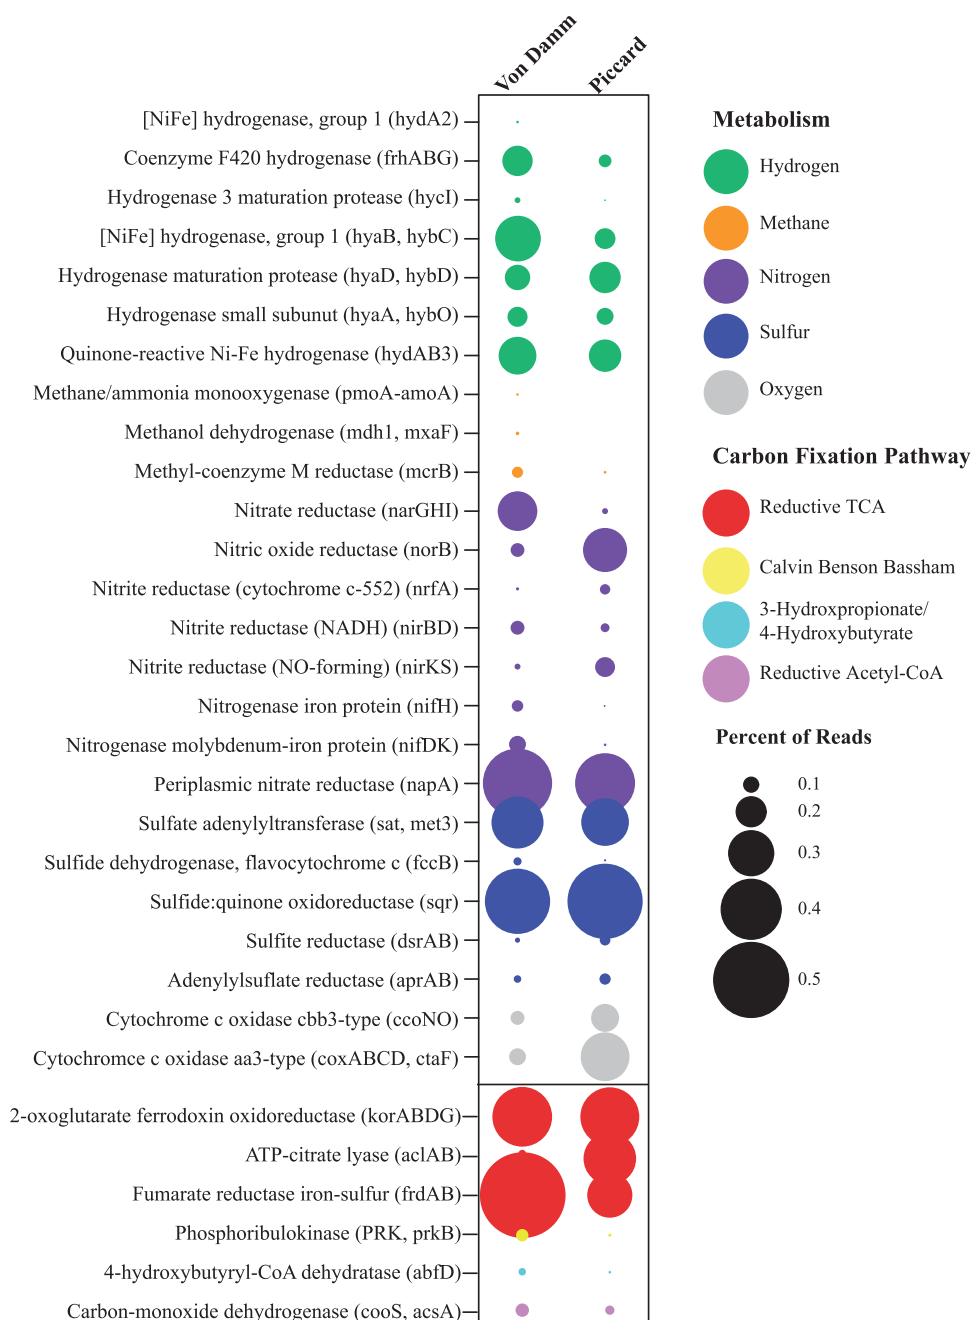 Von Damm
Piccard
[NiFe] hydrogenase, group 1 (hydA2)
Coenzyme F420 hydrogenase (frhABG)
Hydrogenase 3 maturation protease (hycI)
[NiFe] hydrogenase, group 1 (hyaB, hybC)
Hydrogenase maturation protease (hyaD, hybD)
Hydrogenase small subunut (hyaA, hybO)
Quinone-reactive Ni-Fe hydrogenase (hydAB3)
Methane/ammonia monooxygenase (pmoA-amoA)
Methanol dehydrogenase (mdh1, mxaF)
Methyl-coenzyme M reductase (mcrB)
Nitrate reductase (narGHI)
Nitric oxide reductase (norB)
Nitrite reductase (cytochrome c-552) (nrfA)
Nitrite reductase (NADH) (nirBD)
Nitrite reductase (NO-forming) (nirKS)
Nitrogenase iron protein (nifH)
Nitrogenase molybdenum-iron protein (nifDK)
Periplasmic nitrate reductase (napA)
Sulfate adenylyltransferase (sat, met3)
Sulfide dehydrogenase, flavocytochrome c (fccB)
Sulfide:quinone oxidoreductase (sqr)
Sulfite reductase (dsrAB)
Adenylylsuflate reductase (aprAB)
Cytochrome c oxidase cbb3-type (ccoNO)
Cytochromce c oxidase aa3-type (coxABCD, ctaF)
2-oxoglutarate ferrodoxin oxidoreductase (korABDG)
ATP-citrate lyase (aclAB)
Fumarate reductase iron-sulfur (frdAB)
Phosphoribulokinase (PRK, prkB)
4-hydroxybutyryl-CoA dehydratase (abfD)
Carbon-monoxide dehydrogenase (cooS, acsA)
Metabolism
Hydrogen
Methane
Nitrogen
Sulfur
Oxygen
Carbon Fixation Pathway
Reductive TCA
Calvin Benson Bassham
3-Hydroxpropionate/
4-Hydroxybutyrate
Reductive Acetyl-CoA
Percent of Reads
0.1
0.2
0.3
0.4
0.5